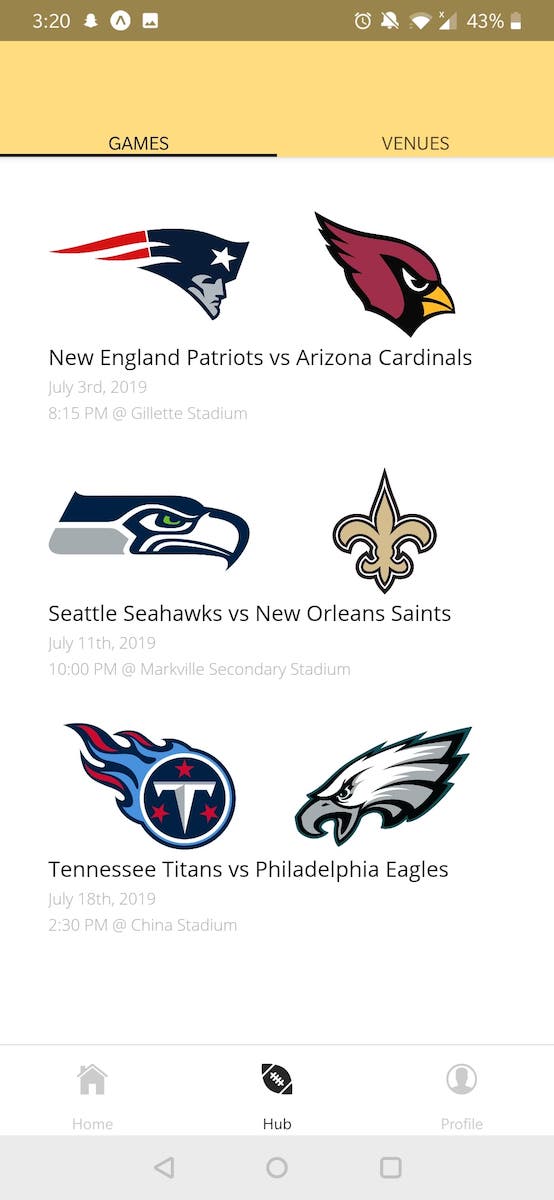 3:20
43%
GAMES
VENUES
New England Patriots vs Arizona Cardinals
July 3rd, 2019
8:15 PM @ Gillette Stadium
Seattle Seahawks vs New Orleans Saints
July 11th, 2019
10:00 PM @ Markville Secondary Stadium
T
Tennessee Titans vs Philadelphia Eagles
July 18th, 2019
2:30 PM @ China Stadium
Home
Hub
Profile